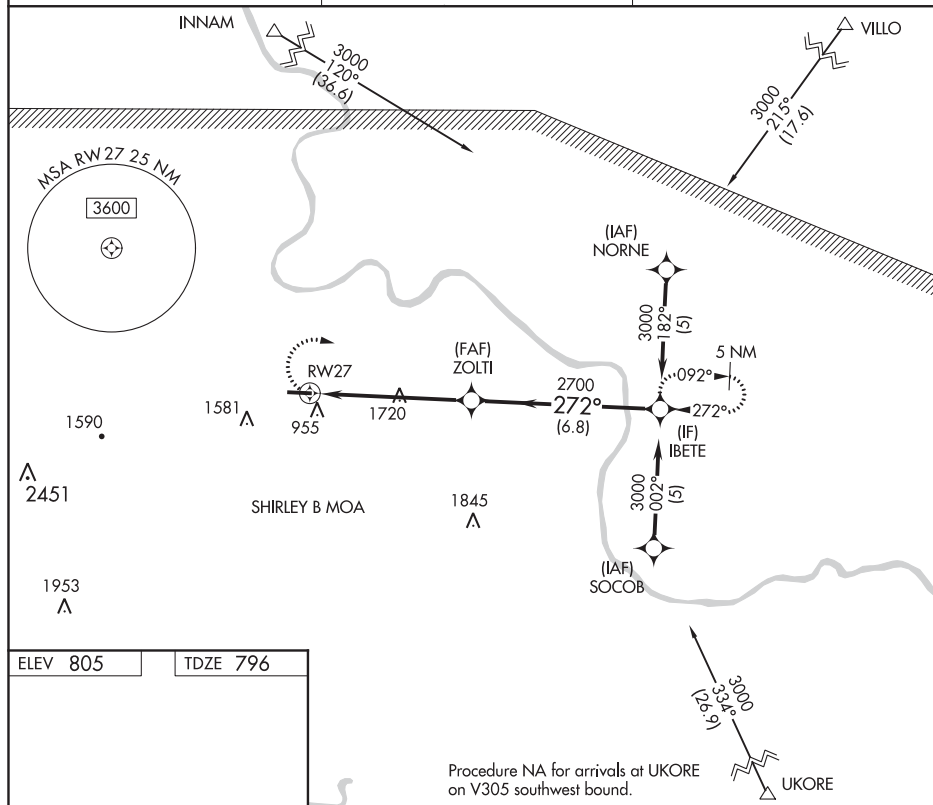 INNAM
3000
120°
(36.6)
VILLO
3000
215°
(17.6)
MSA RW27 25 NM
3600
(IAF)
NORNE
3000
182°
(5)
5 NM
092°
272°
(IF)
IBETE
(FAF)
ZOLTI
2700
272°
(6.8)
RW27
1720
955
1581
1590
2451
SHIRLEY B MOA
1845
3000
002°
(5)
(IAF)
SOCOB
1953
ELEV 805
TDZE 796
3000
334°
(26.9)
UKORE
Procedure NA for arrivals at UKORE
on V305 southwest bound.